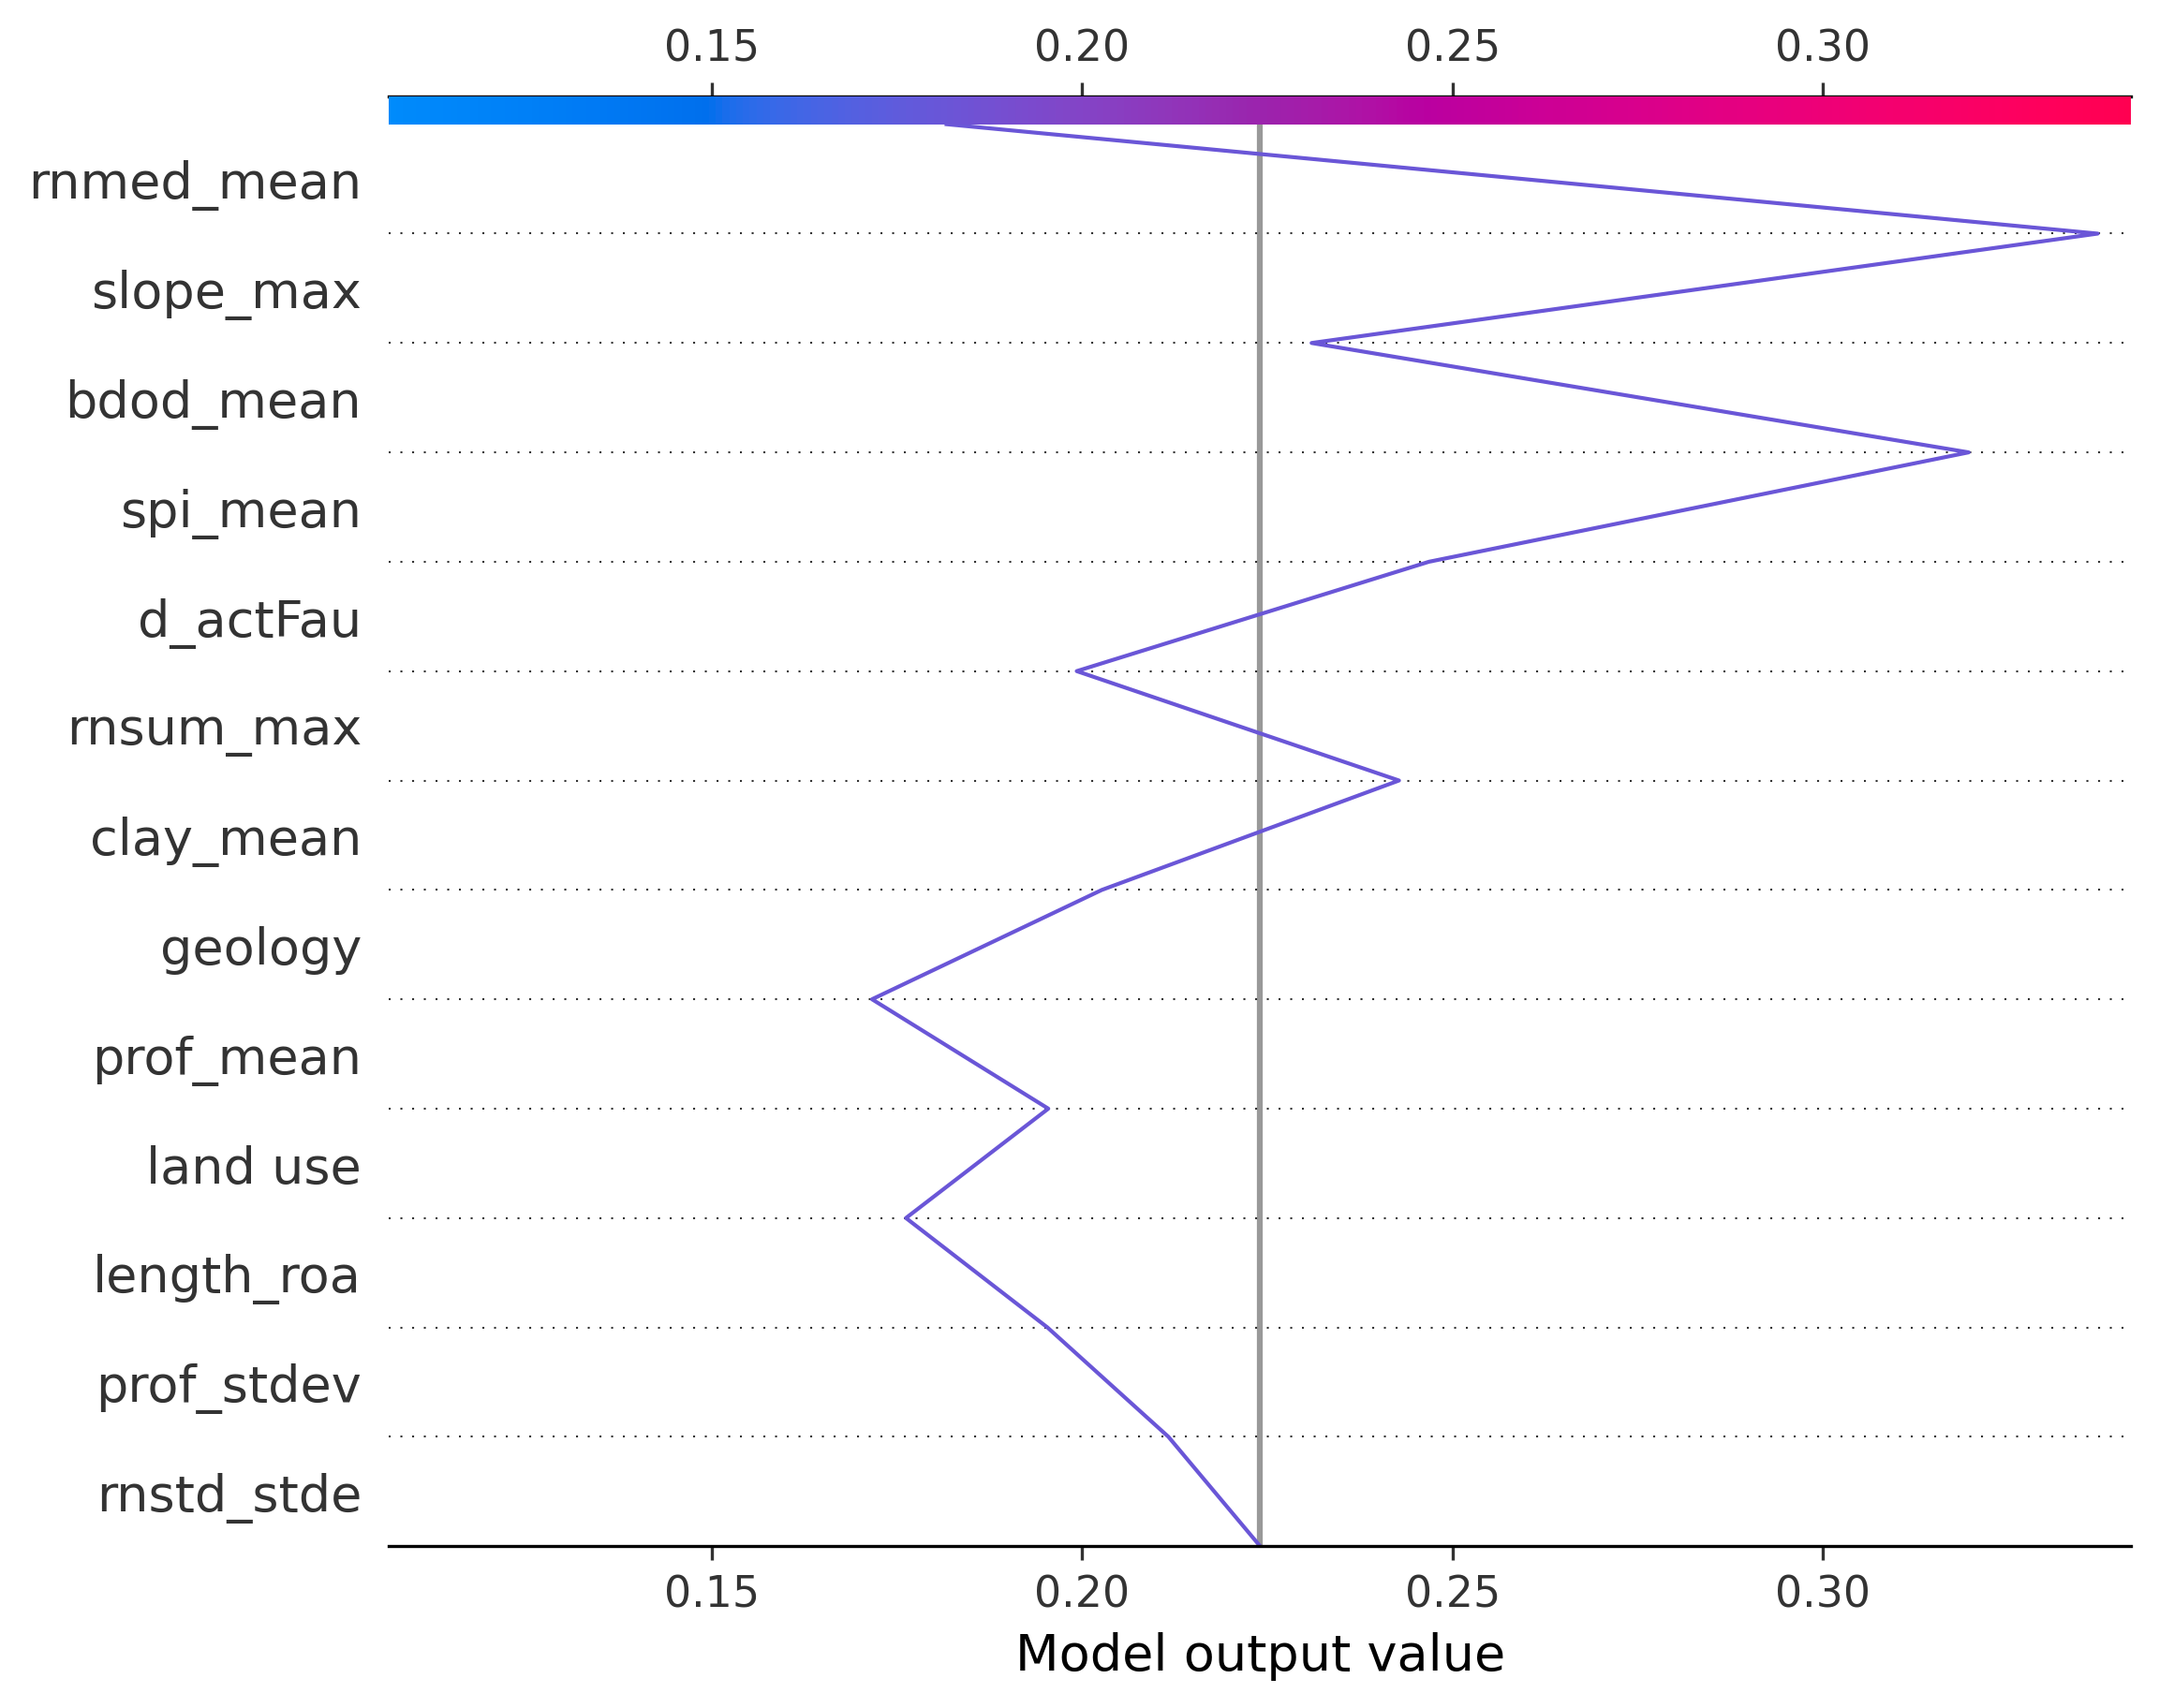 0.15 0.20 0.25 0.30
rnmed_mean
slope_max
bdod_mean
spi_mean
d_actFau
rnsum_max
clay_mean
geology
prof_mean
land use
length_roa
prof_stdev
rnstd_stde
0.15 0.20 0.25 0.30
Model output value